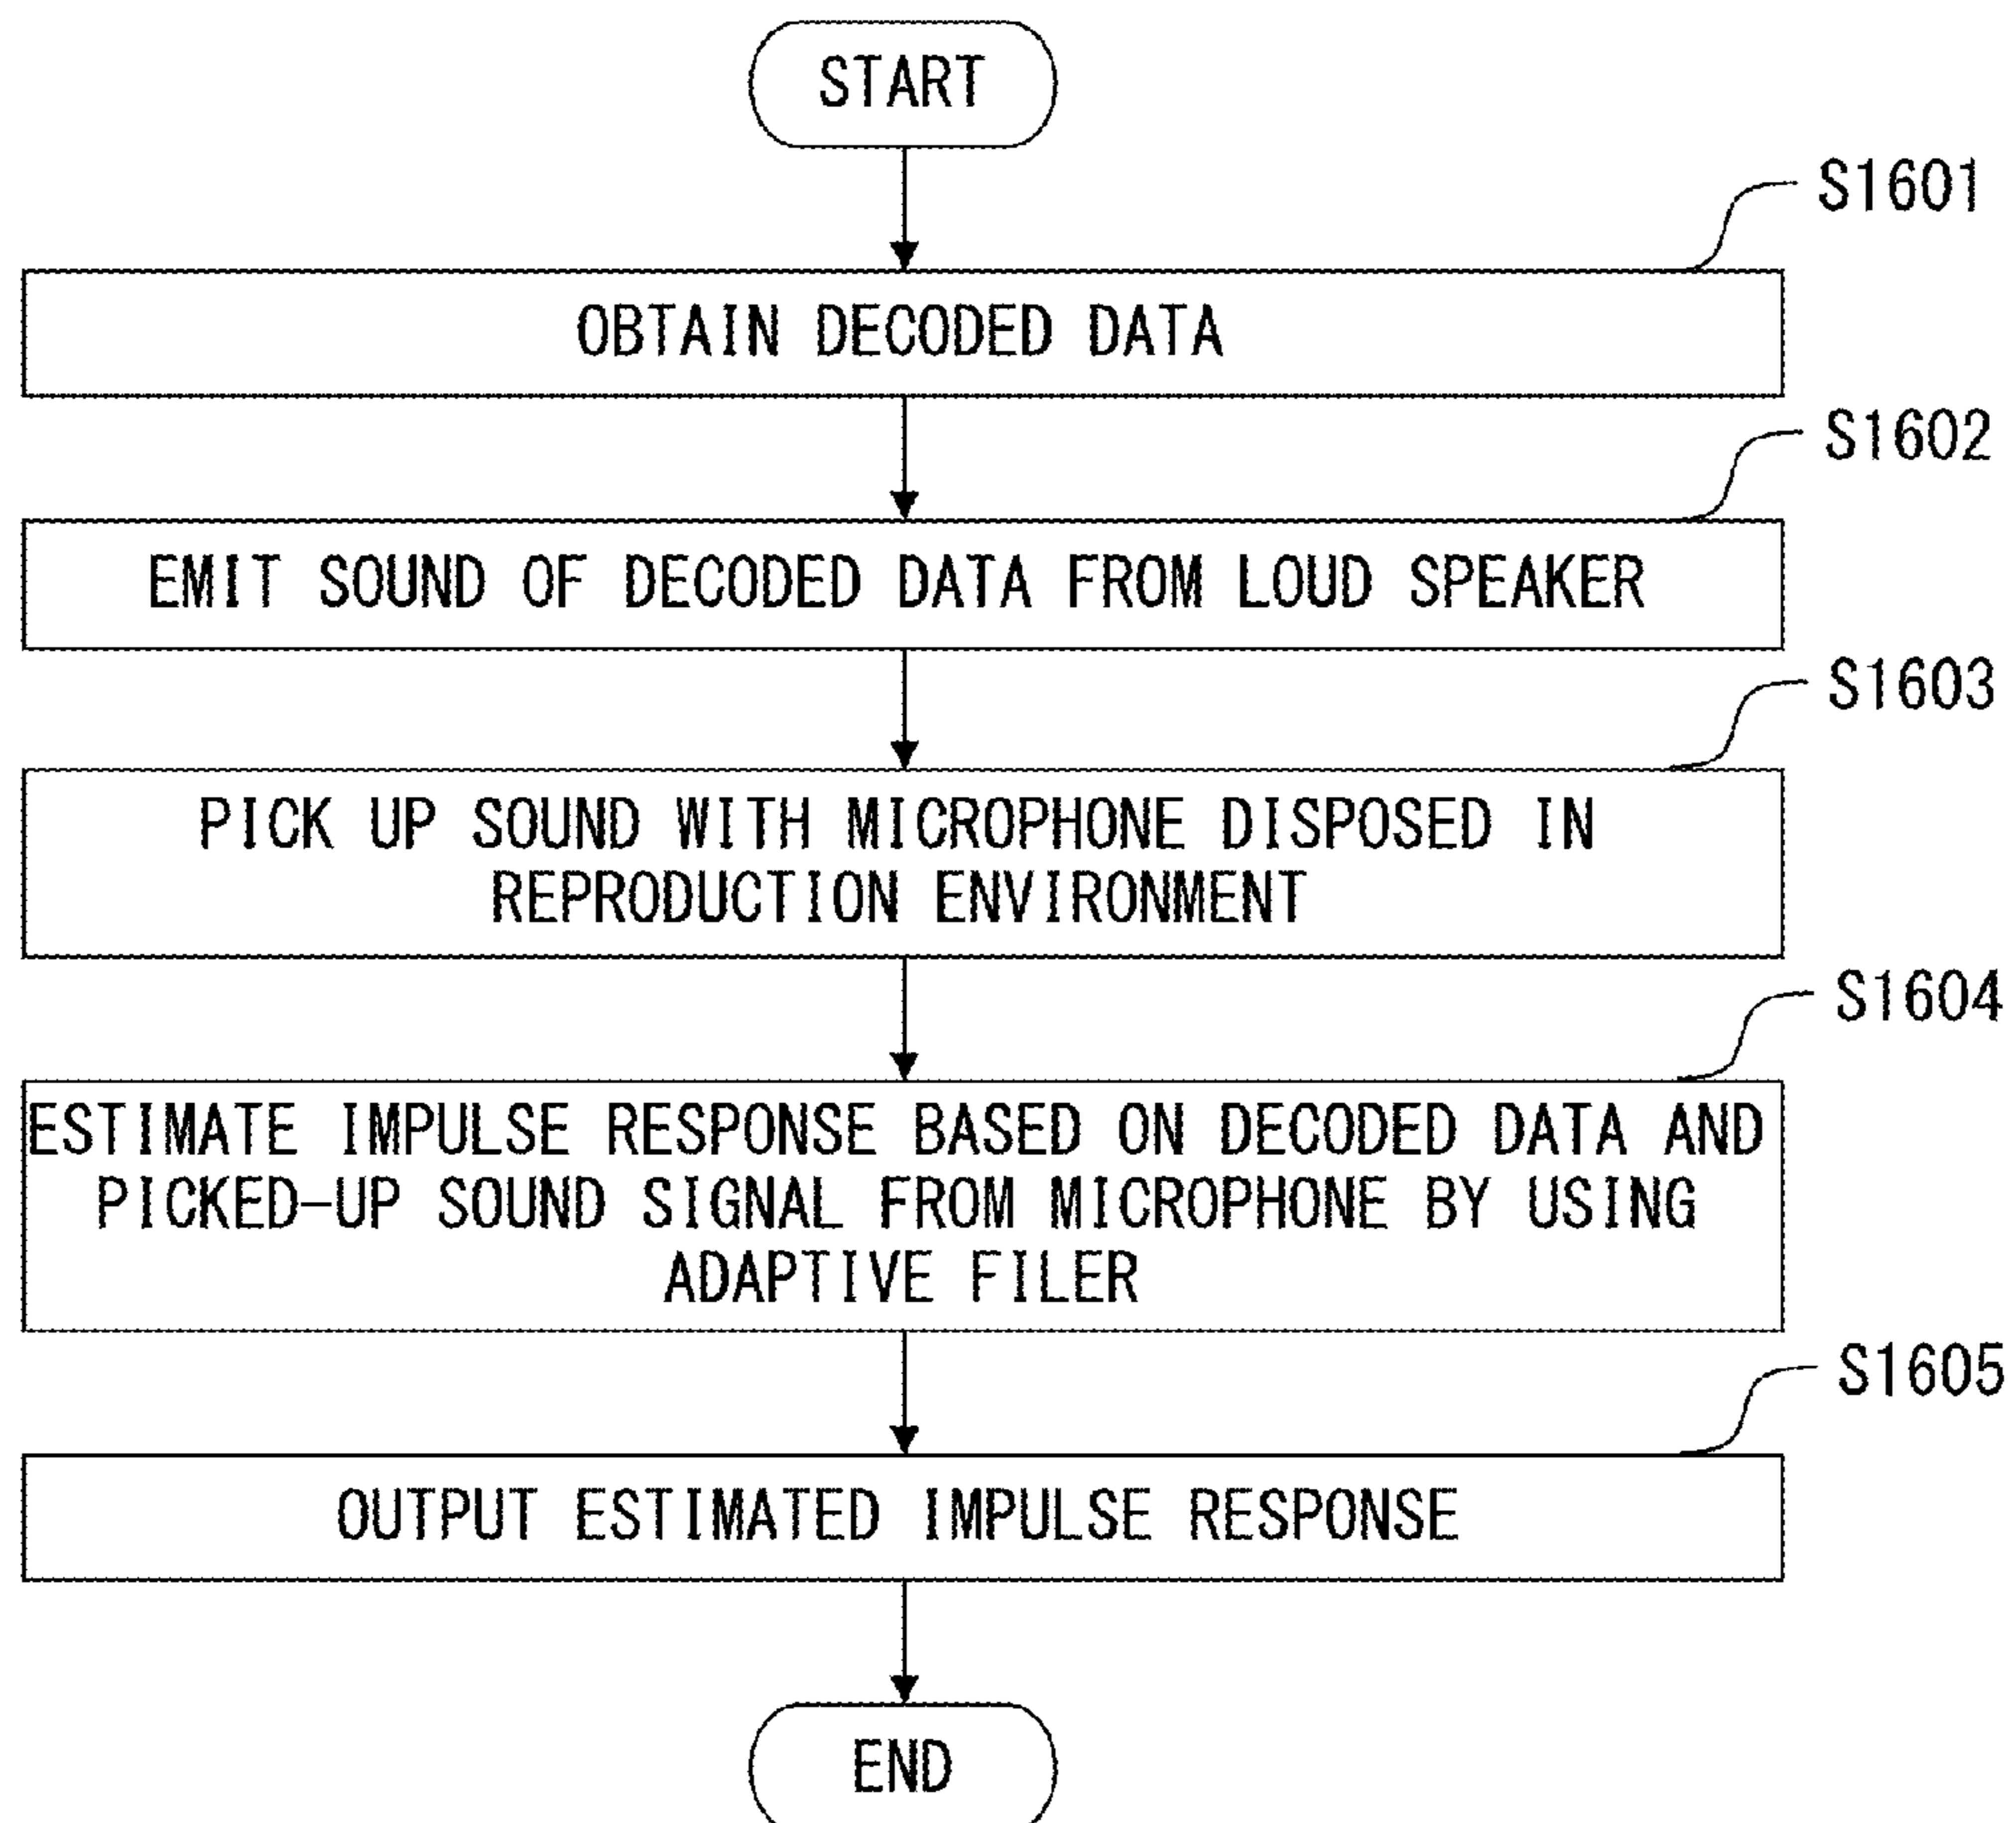 START
S1601
OBTAIN DECODED DATA
S1602
EMIT SOUND OF DECODED DATA FROM LOUD SPEAKER
S1603
PICK UP SOUND WITH MICROPHONE DISPOSED IN
REPRODUCTION ENVIRONMENT
S1604
ESTIMATE IMPULSE RESPONSE BASED ON DECODED DATA AND
PICKED-UP SOUND SIGNAL FROM MICROPHONE BY USING
ADAPTIVE FILER
S1605
OUTPUT ESTIMATED IMPULSE RESPONSE
END